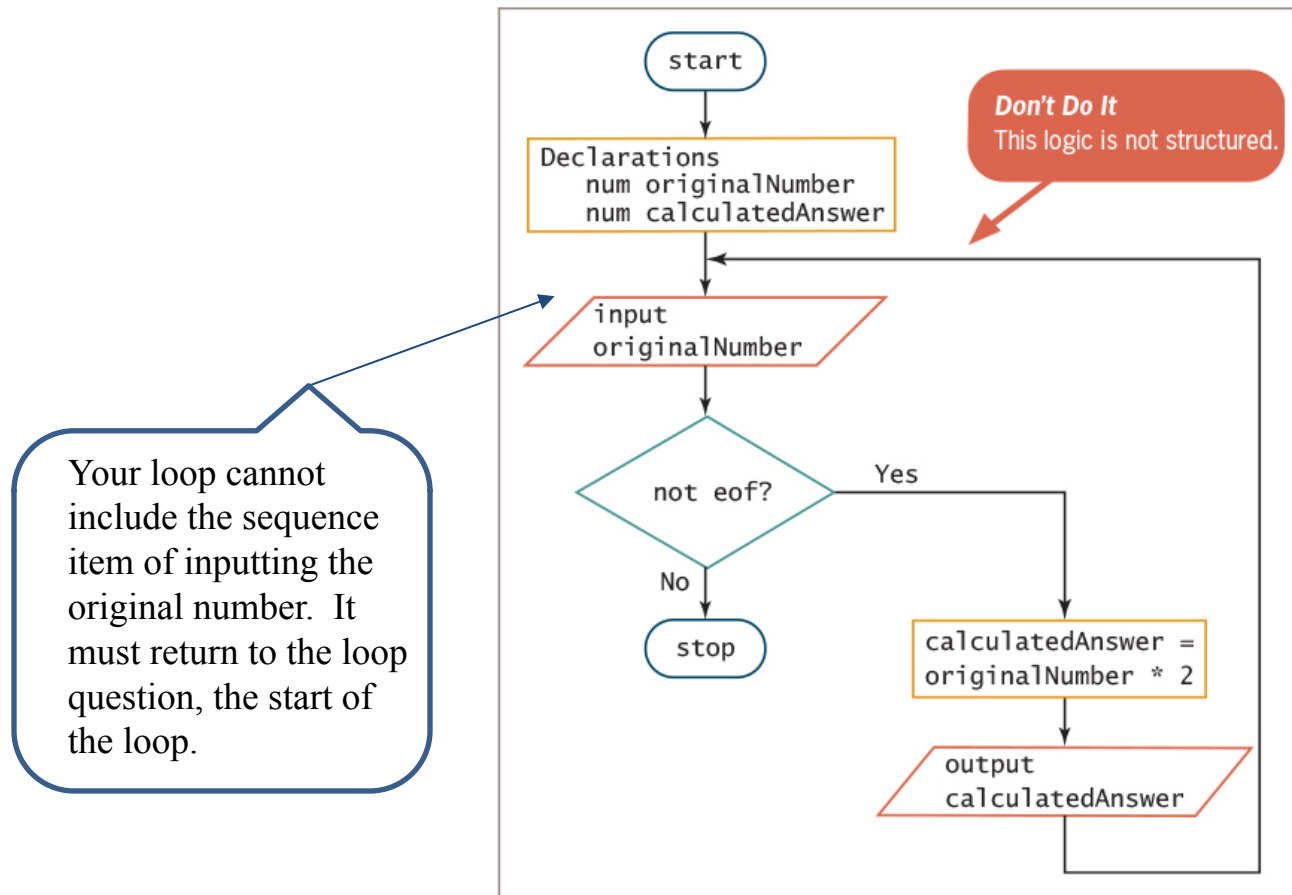 start
Don't Do It
This logic is not structured.
Declarations
num originalNumber
num calculatedAnswer
input
originalNumber
Your loop cannot
include the sequence
item of inputting the
original number. It
must return to the loop
question, the start of
the loop.
not eof?
Yes
No
stop
calculatedAnswer =
originalNumber * 2
output
calculatedAnswer